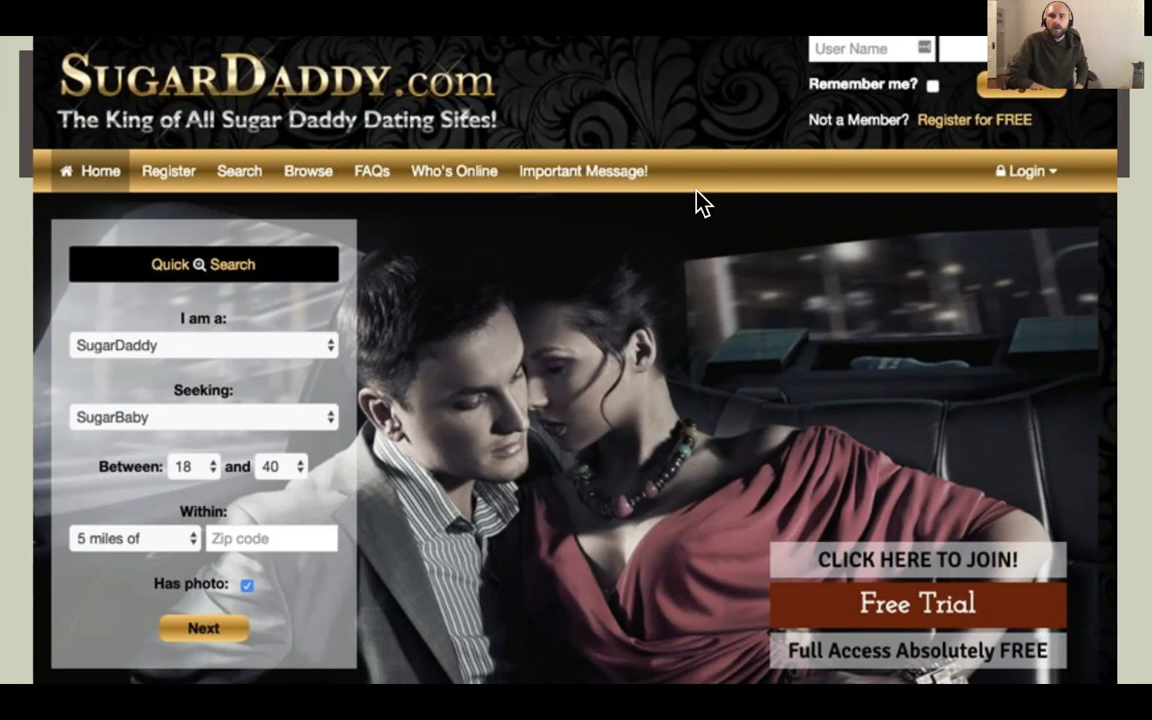 SUGARDADDY.com
The King of All Sugar Daddy Dating Sites!
User Name
Remember me?
Not a Member? Register for FREE
Home Register Search Browse FAQs Who's Online Important Message! Login
Quick Search
I am a:
SugarDaddy
Seeking:
SugarBaby
Between: 18 and 40
Within:
5 miles of Zip code
Has photo:
Next
CLICK HERE TO JOIN!
Free Trial
Full Access Absolutely FREE